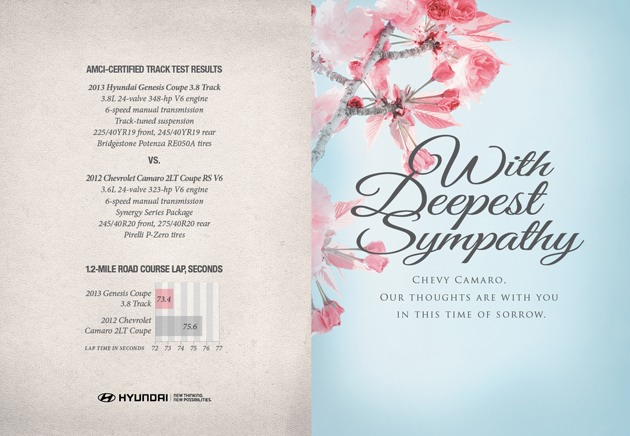 AMCI-CERTIFIED TRACK TEST RESULTS
2013 Hyundai Genesis Coupe 3.8 Track
3.8L 24-valve 348-hp V6 engine
6-speed manual transmission
Track-tuned suspension
225/40YR19 front, 245/40YR19 rear
Bridgestone Potenza RE050A tires
VS.
2012 Chevrolet Camaro 2LT Coupe RS V6
3.6L 24-valve 323-hp V6 engine
6-speed manual transmission
Synergy Series Package
245/40R20 front, 275/40R20 rear
Pirelli P-Zero tires
1.2-MILE ROAD COURSE LAP, SECONDS
2013 Genesis Coupe
3.8 Track
73.4
2012 Chevrolet
Camaro 2LT Coupe
75.6
LAP TIME IN SECONDS 72 73 74 75 76 77
HYUNDAI
NEW THINKING.
NEW POSSIBILITIES.
With
Deepest
Sympathy
Chevy Camaro,
Our thoughts are with you
in this time of sorrow.